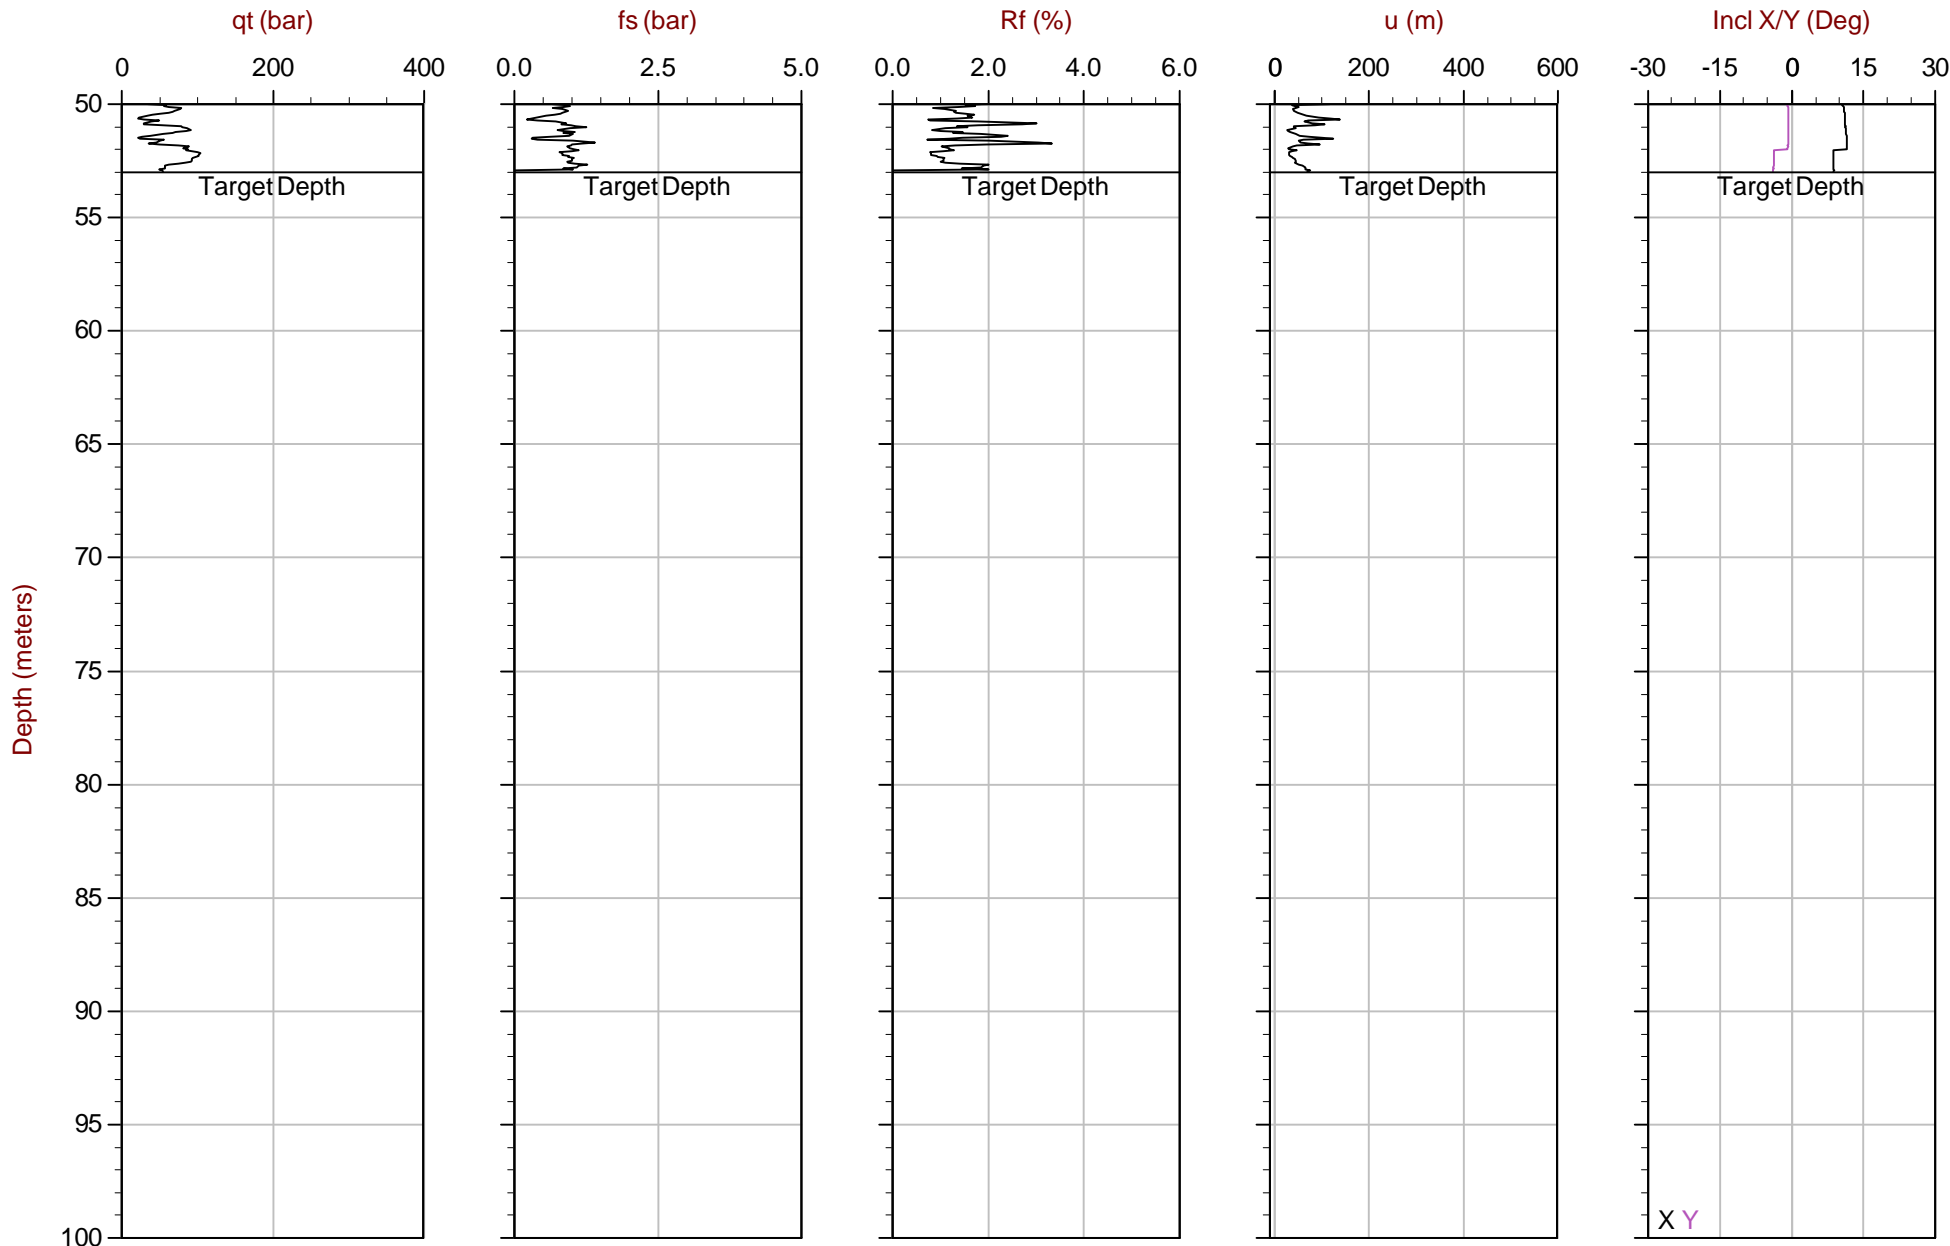 qt (bar) fs (bar) Rf (%) u (m) Incl X/Y (Deg)
0 200 400 0.0 2.5 5.0 0.0 2.0 4.0 6.0 0 200 400 600 -30 -15 0 15 30
50
Target Depth Target Depth Target Depth Target Depth Target Depth
55
60
65
70
Depth (meters)
75
80
85
90
95
X Y
100